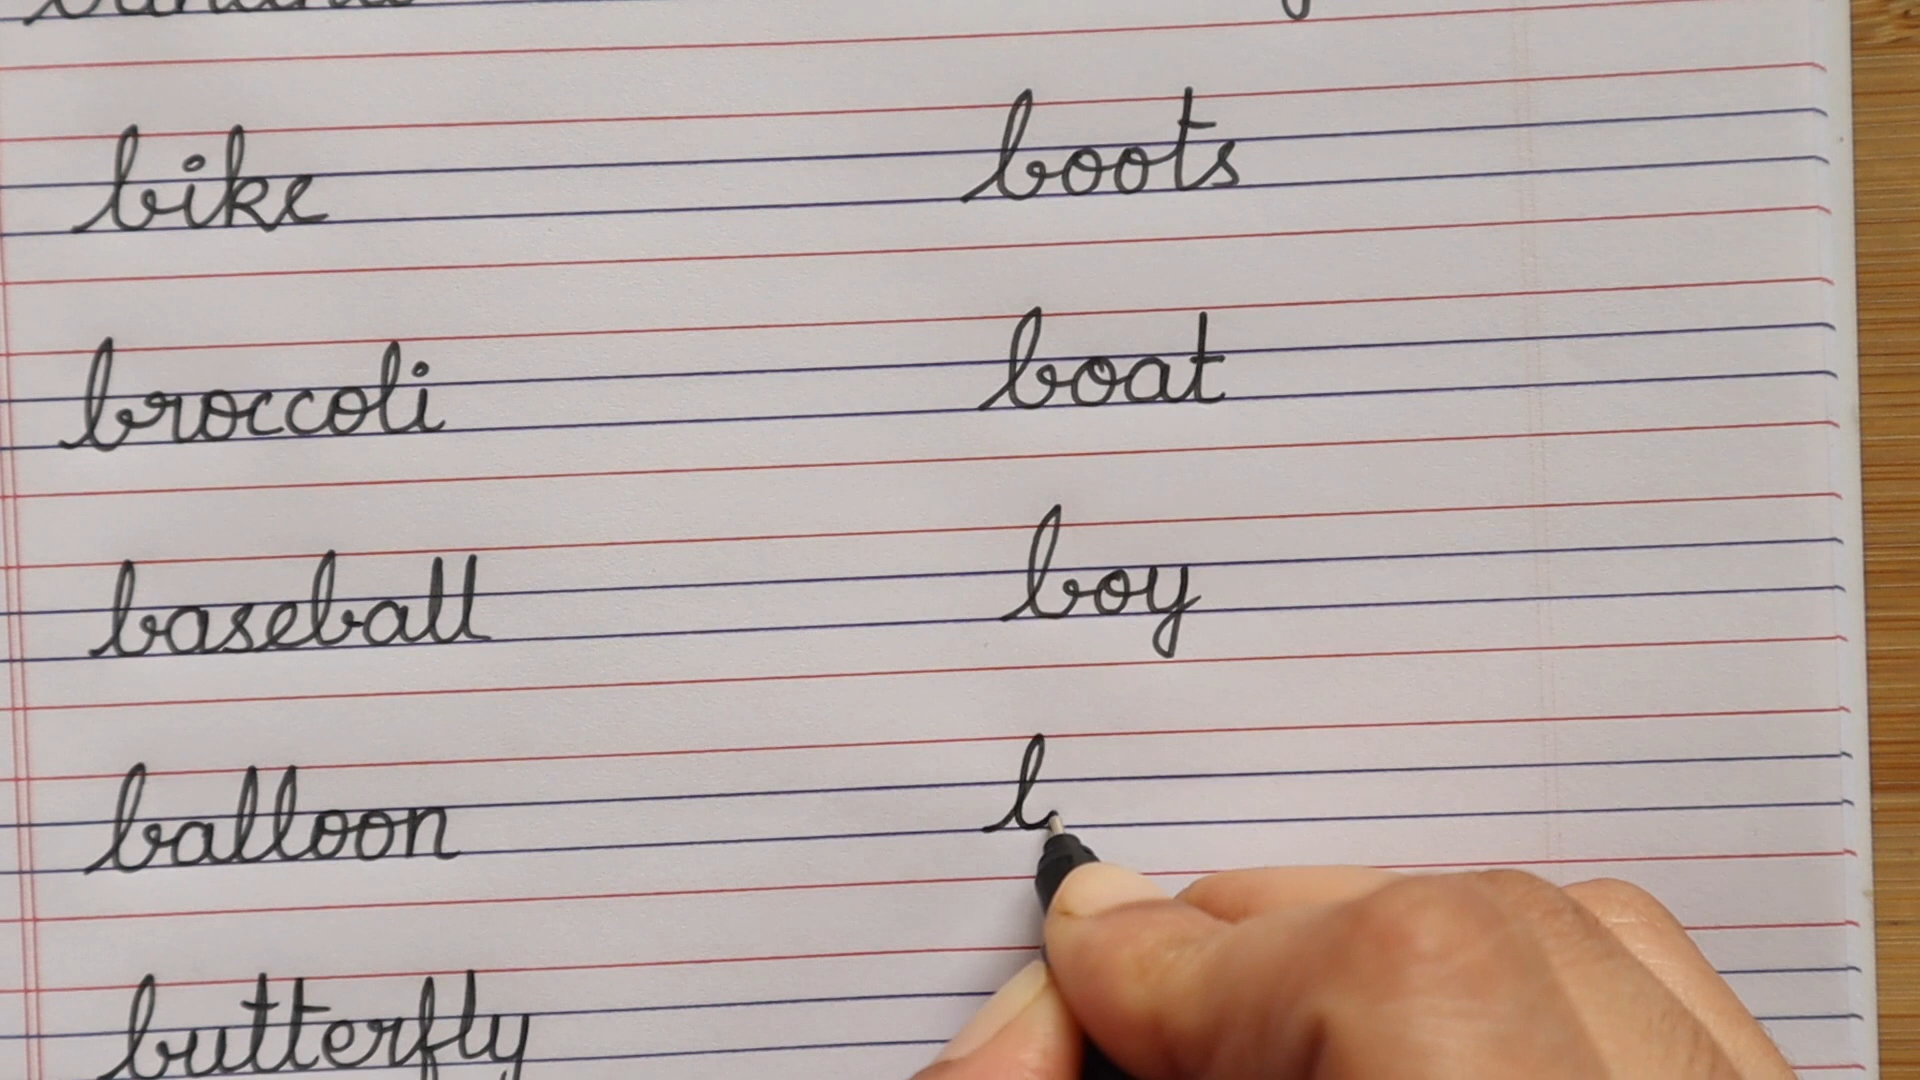 bike boots
broccoli boat
baseball boy
balloon b
butterfly